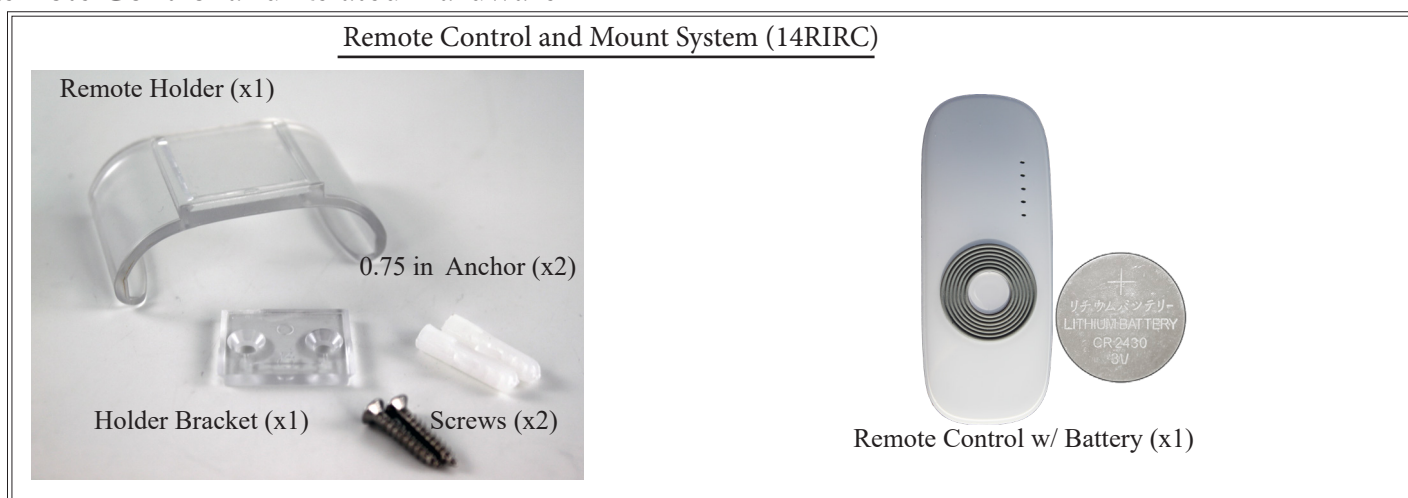 Remote Control and Mount System (14RIRC)
Remote Holder (x1)
0.75 in Anchor (x2)
Holder Bracket (x1)
Screws (x2)
リチウムバッテリー
LITHIUM BATTERY
CR2430
3V
Remote Control w/ Battery (x1)